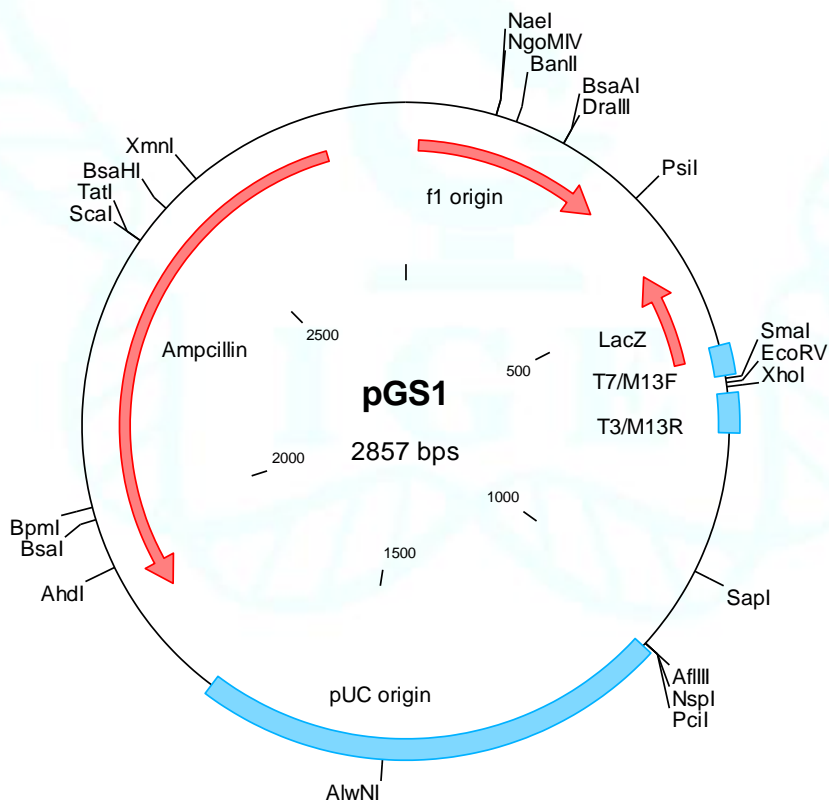 NaeI
NgoMIV
BanII
BsaAI
DraIII
XmnI
BsaHI
TatI
ScaI
PsiI
f1 origin
2500
Ampcillin
LacZ
500
T7/M13F
T3/M13R
SmaI
EcoRV
XhoI
pGS1
2857 bps
2000
1000
1500
BpmI
BsaI
AhdI
SapI
AflIII
NspI
PciI
pUC origin
AlwNI
IGE